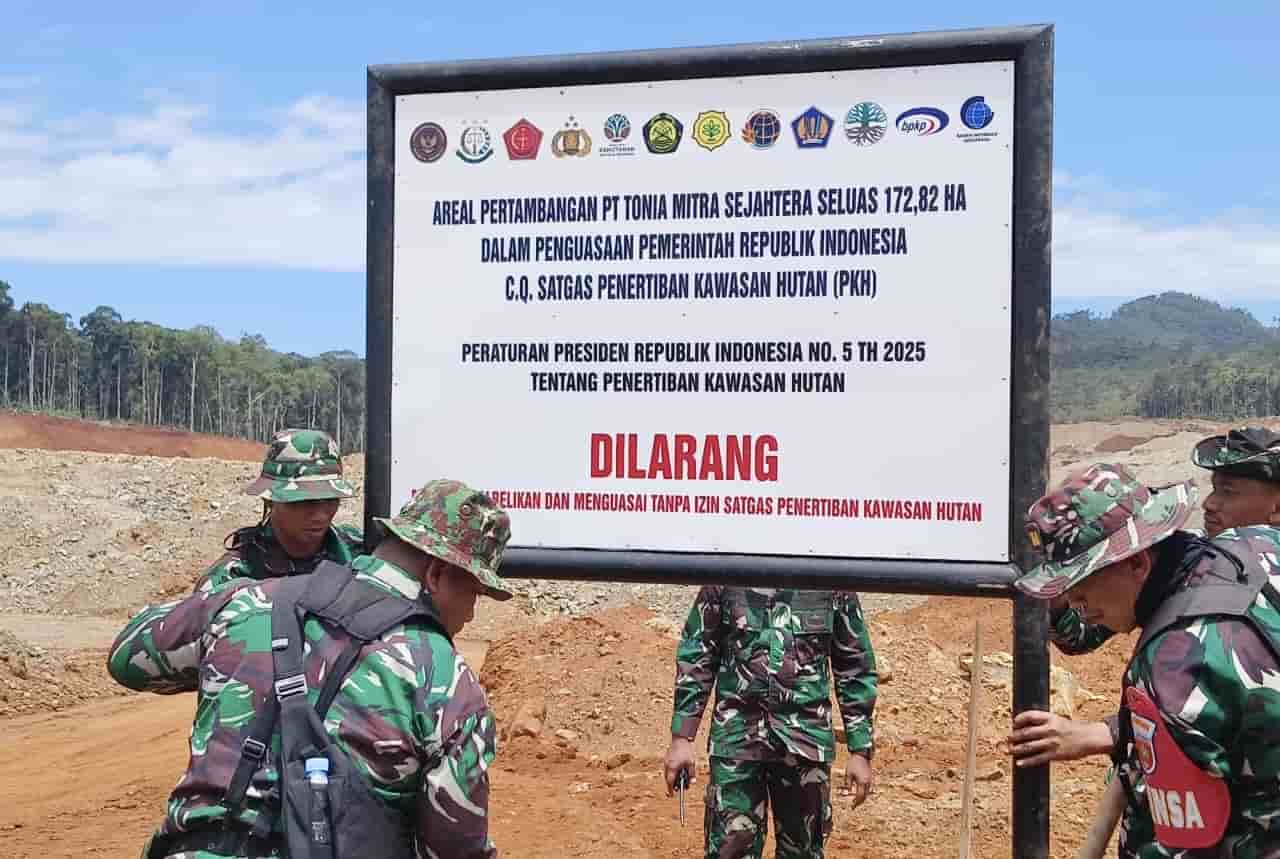 KEHUTANAN
bpkp
AREAL PERTAMBANGAN PT TONIA MITRA SEJAHTERA SELUAS 172,82 HA
DALAM PENGUASAAN PEMERINTAH REPUBLIK INDONESIA
C.Q. SATGAS PENERTIBAN KAWASAN HUTAN (PKH)
PERATURAN PRESIDEN REPUBLIK INDONESIA NO. 5 TH 2025
TENTANG PENERTIBAN KAWASAN HUTAN
DILARANG
DAN MENGUASAI TANPA IZIN SATGAS PENERTIBAN KAWASAN HUTAN